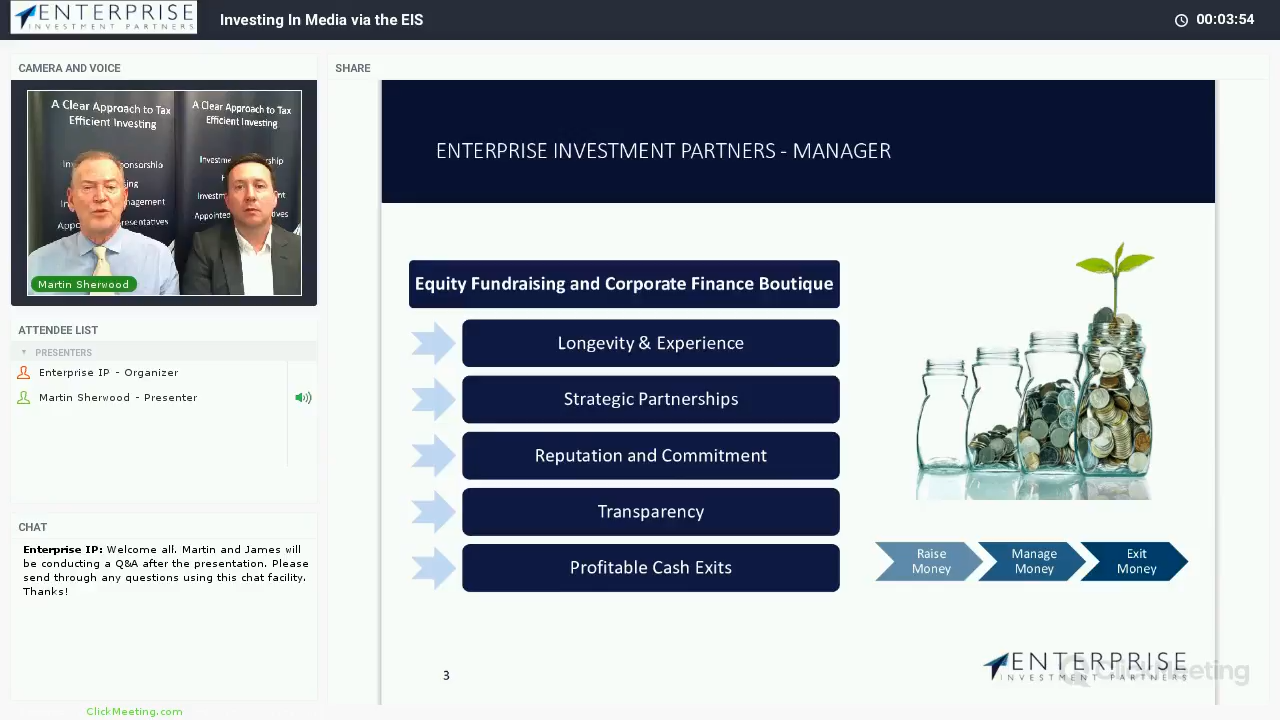 ENTERPRISE
INVESTMENT PARTNERS
Investing In Media via the EIS
00:03:54
CAMERA AND VOICE
A Clear Approach to Tax
Efficient Investing
A Clear Approach to Tax
Efficient Investing
Martin Sherwood
ATTENDEE LIST
PRESENTERS
Enterprise IP - Organizer
Martin Sherwood - Presenter
CHAT
Enterprise IP: Welcome all. Martin and James will
be conducting a Q&A after the presentation. Please
send through any questions using this chat facility.
Thanks!
ClickMeeting.com
SHARE
ENTERPRISE INVESTMENT PARTNERS - MANAGER
Equity Fundraising and Corporate Finance Boutique
Longevity & Experience
Strategic Partnerships
Reputation and Commitment
Transparency
Profitable Cash Exits
Raise
Money
Manage
Money
Exit
Money
3
ENTERPRISE
INVESTMENT PARTNERS
ClickMeeting